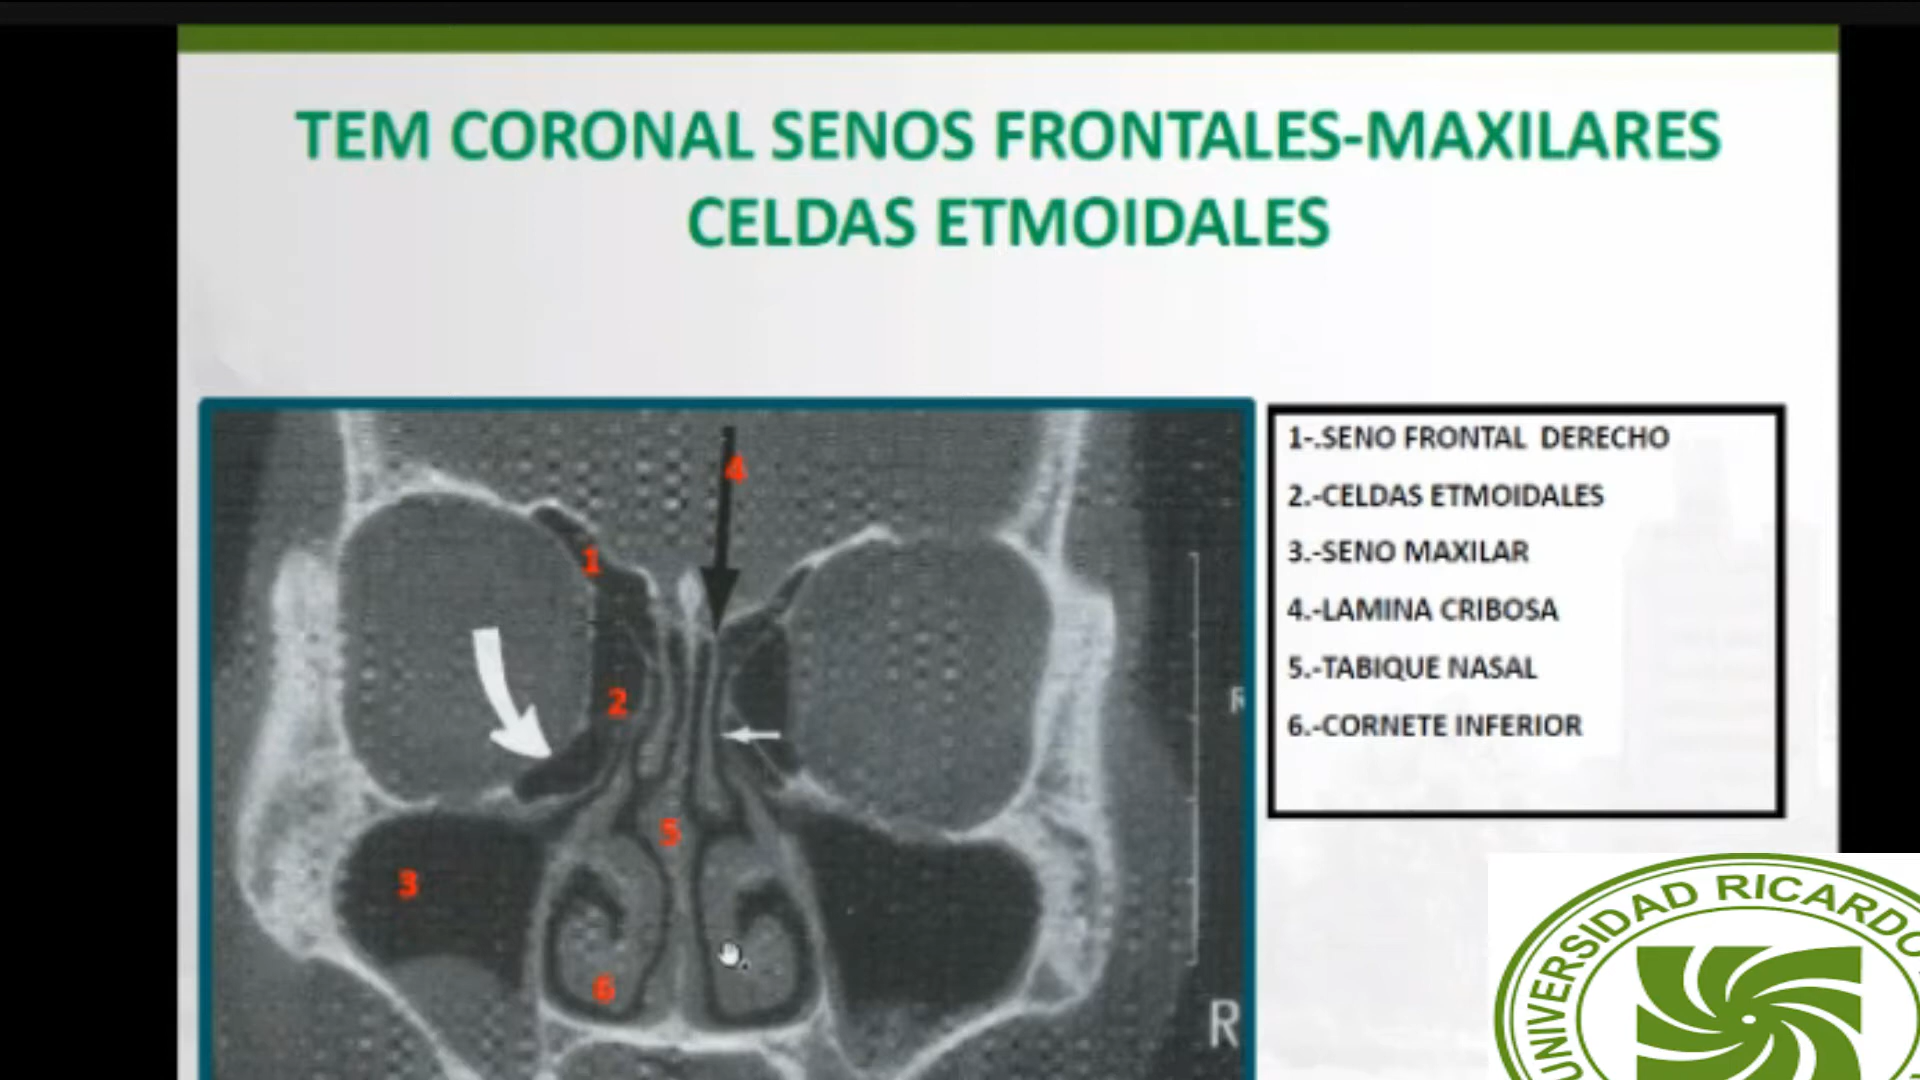 TEM CORONAL SENOS FRONTALES-MAXILARES
CELDAS ETMOIDALES
1-.SENO FRONTAL DERECHO
2.-CELDAS ETMOIDALES
3.-SENO MAXILAR
4.-LAMINA CRIBOSA
5.-TABIQUE NASAL
6.-CORNETE INFERIOR
4
1
2
R
5
3
6
R
UNIVERSIDAD RICARDO